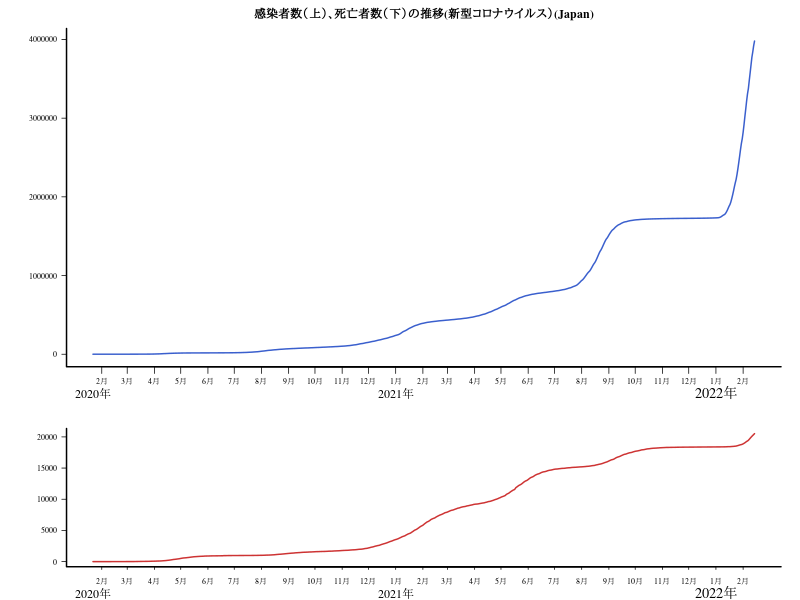 感染者数（上）、死亡者数（下）の推移(新型コロナウイルス）(Japan)
4000000
3000000
2000000
1000000
0
2月 3月 4月 5月 6月 7月 8月 9月 10月 11月 12月 1月 2月 3月 4月 5月 6月 7月 8月 9月 10月 11月 12月 1月 2月
2020年 2021年 2022年
20000
15000
10000
5000
0
2月 3月 4月 5月 6月 7月 8月 9月 10月 11月 12月 1月 2月 3月 4月 5月 6月 7月 8月 9月 10月 11月 12月 1月 2月
2020年 2021年 2022年